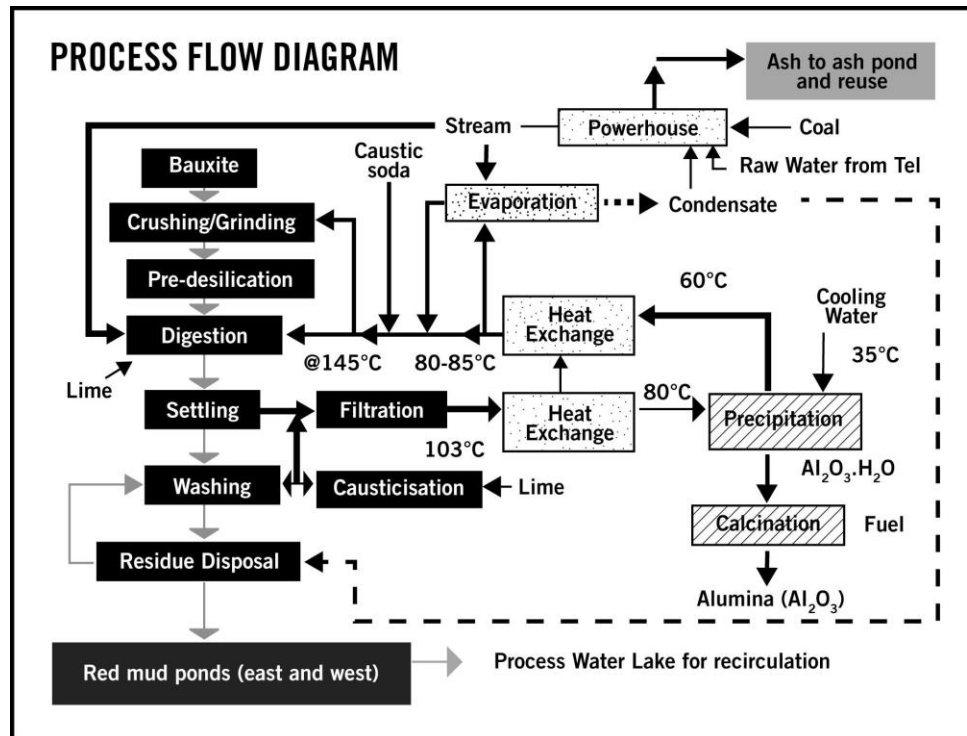 PROCESS FLOW DIAGRAM
Ash to ash pond
and reuse
Stream
Powerhouse
Coal
Caustic
soda
Raw Water from Tel
Bauxite
Evaporation
Condensate
Crushing/Grinding
Pre-desilication
60°C
Cooling
Water
Heat
Exchange
Digestion
35°C
@145°C
80-85°C
Lime
80°C
Settling
Filtration
Heat
Exchange
Precipitation
103°C
Al₂O₃.H₂O
Washing
Causticisation
Lime
Calcination
Fuel
Residue Disposal
Alumina (Al₂O₃)
Red mud ponds (east and west)
Process Water Lake for recirculation